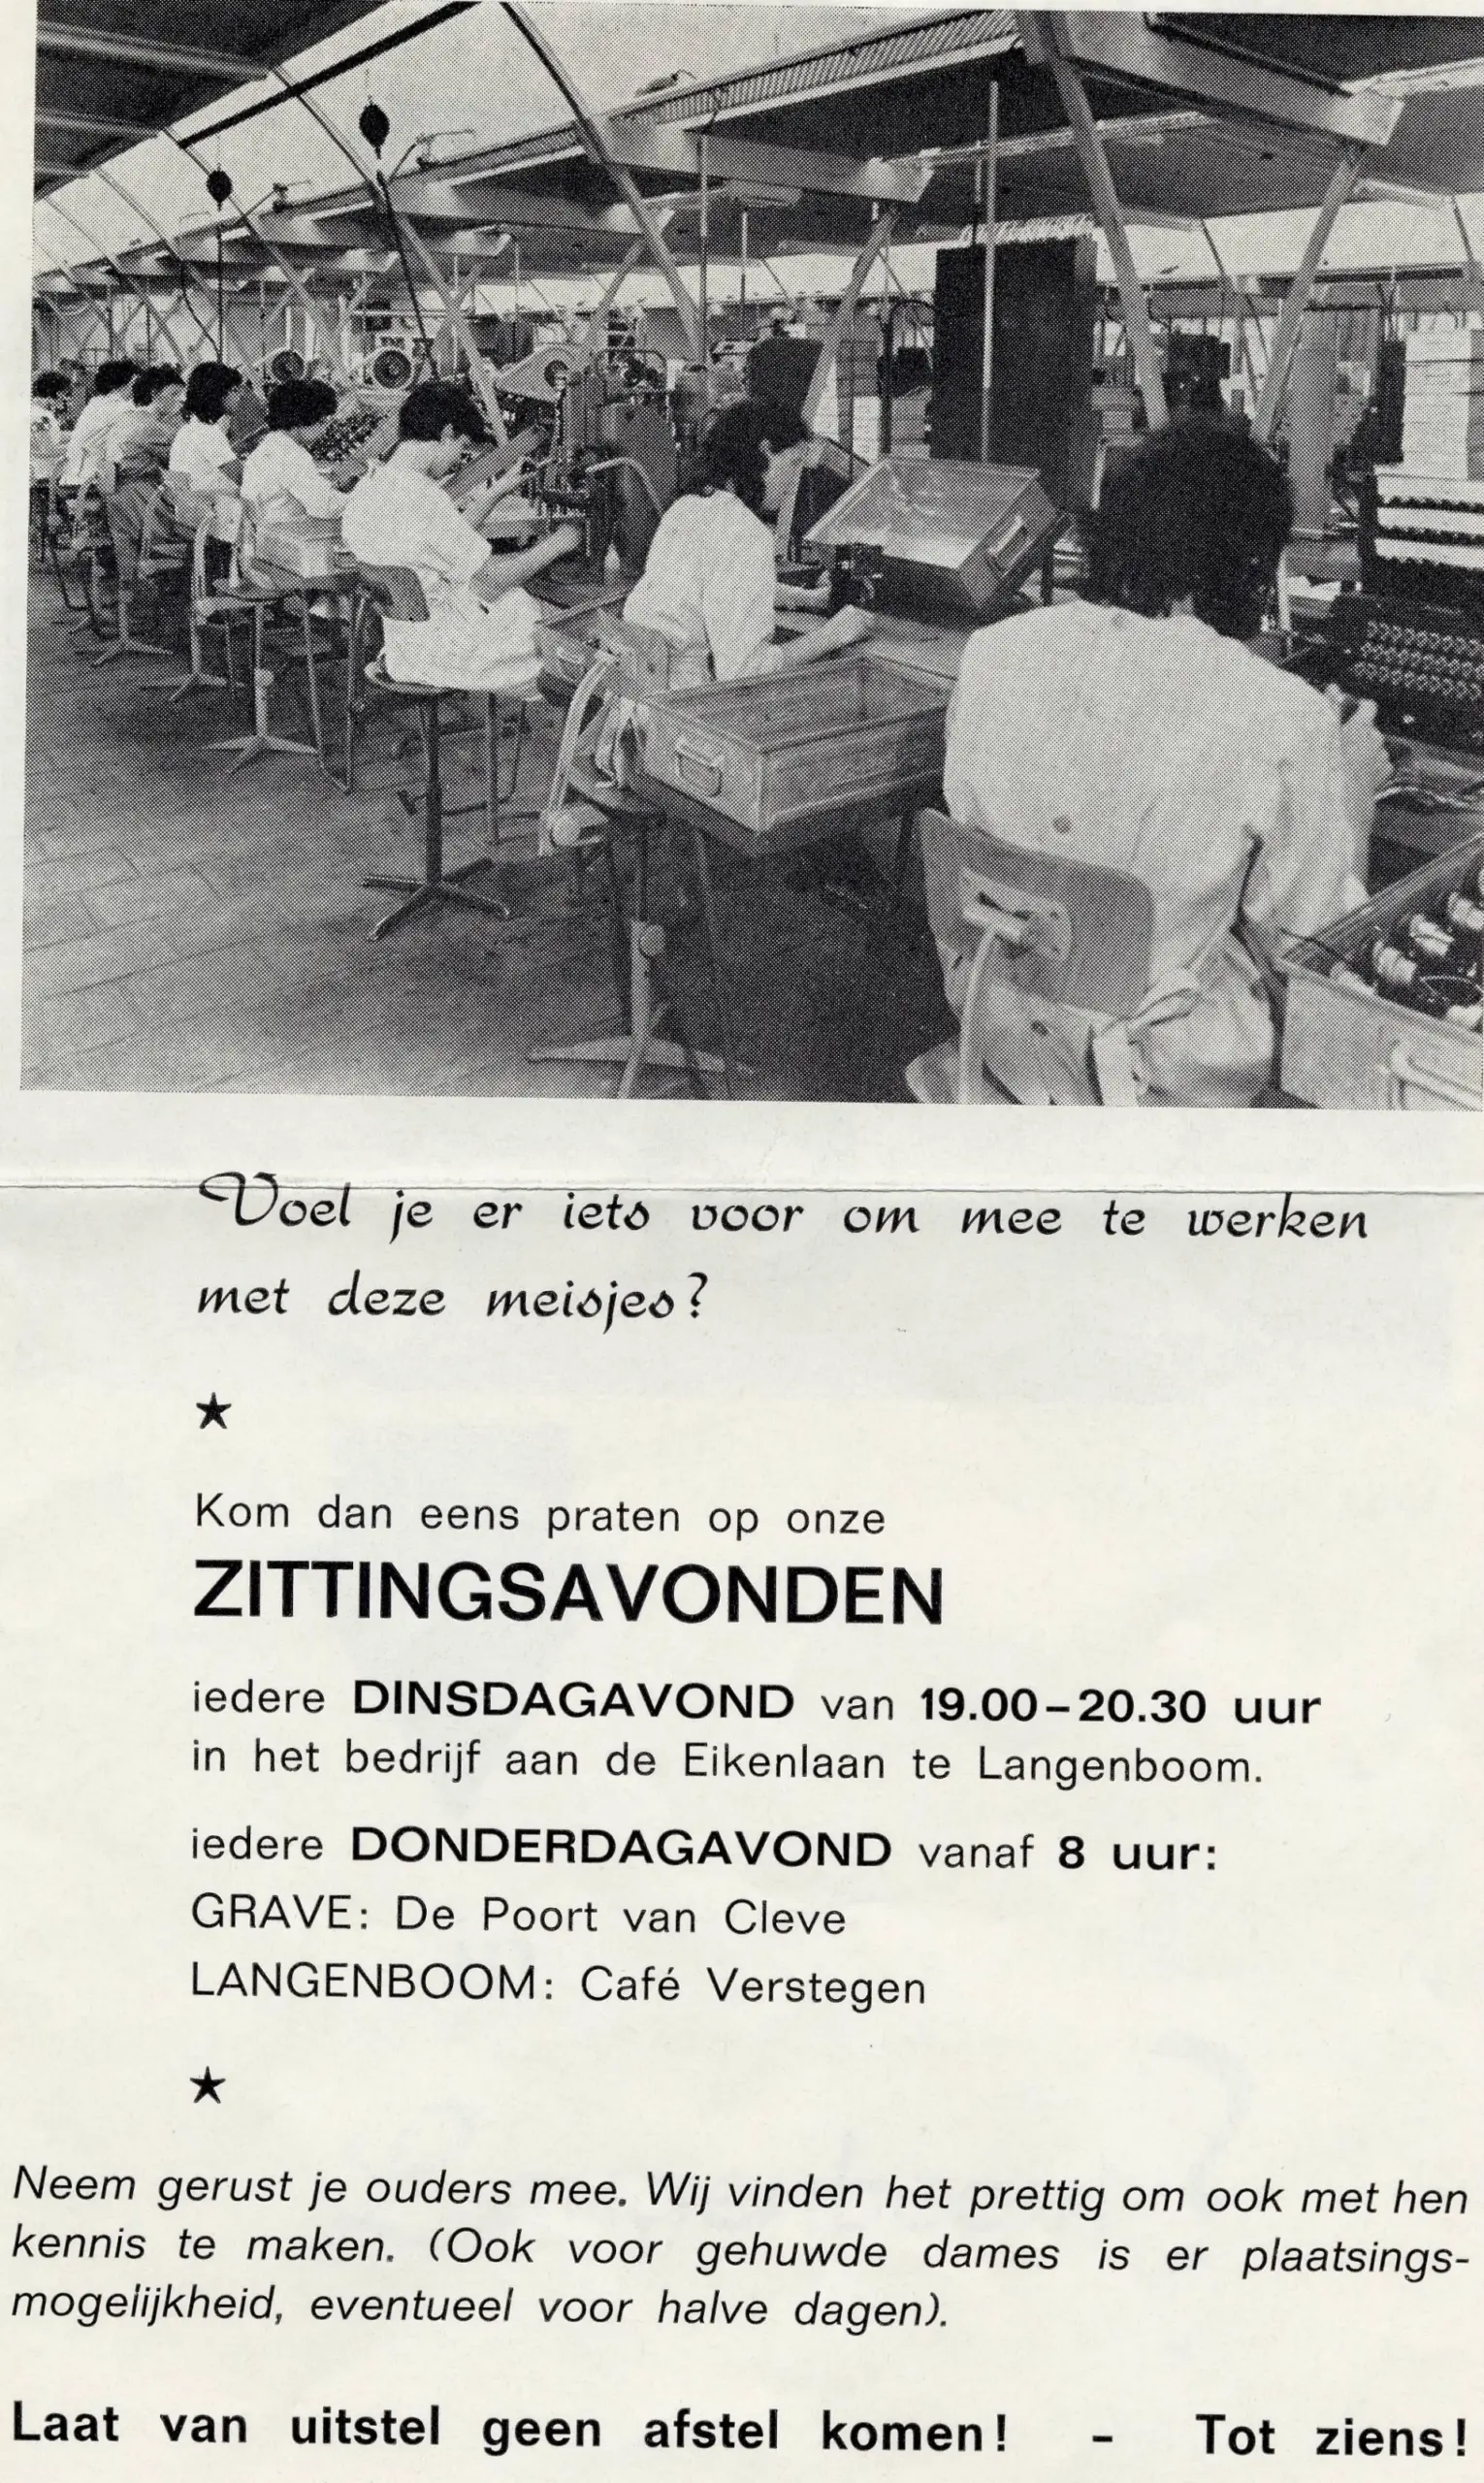 Voel je er iets voor om mee te werken
met deze meisjes?
★
Kom dan eens praten op onze
ZITTINGSAVONDEN
iedere DINSDAGAVOND van 19.00-20.30 uur
in het bedrijf aan de Eikenlaan te Langenboom.
iedere DONDERDAGAVOND vanaf 8 uur:
GRAVE: De Poort van Cleve
LANGENBOOM: Café Verstegen
★
Neem gerust je ouders mee. Wij vinden het prettig om ook met hen
kennis te maken. (Ook voor gehuwde dames is er plaatsings-
mogelijkheid, eventueel voor halve dagen).
Laat van uitstel geen afstel komen! - Tot ziens!